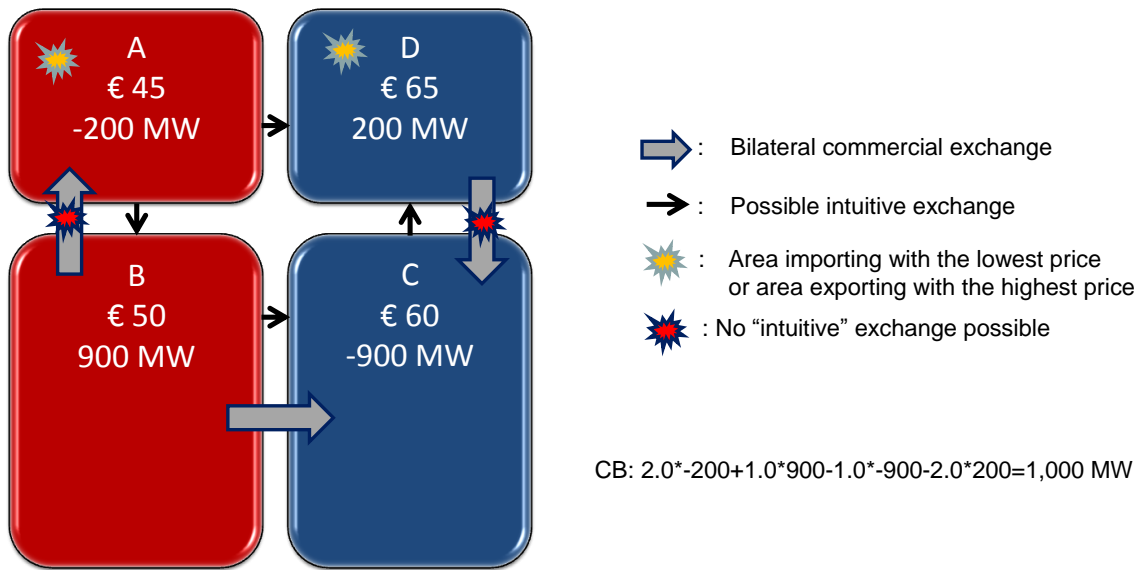 A
€ 45
-200 MW
D
€ 65
200 MW
B
€ 50
900 MW
C
€ 60
-900 MW
: Bilateral commercial exchange
: Possible intuitive exchange
: Area importing with the lowest price
or area exporting with the highest price
: No “intuitive” exchange possible
CB: 2.0*-200+1.0*900-1.0*-900-2.0*200=1,000 MW